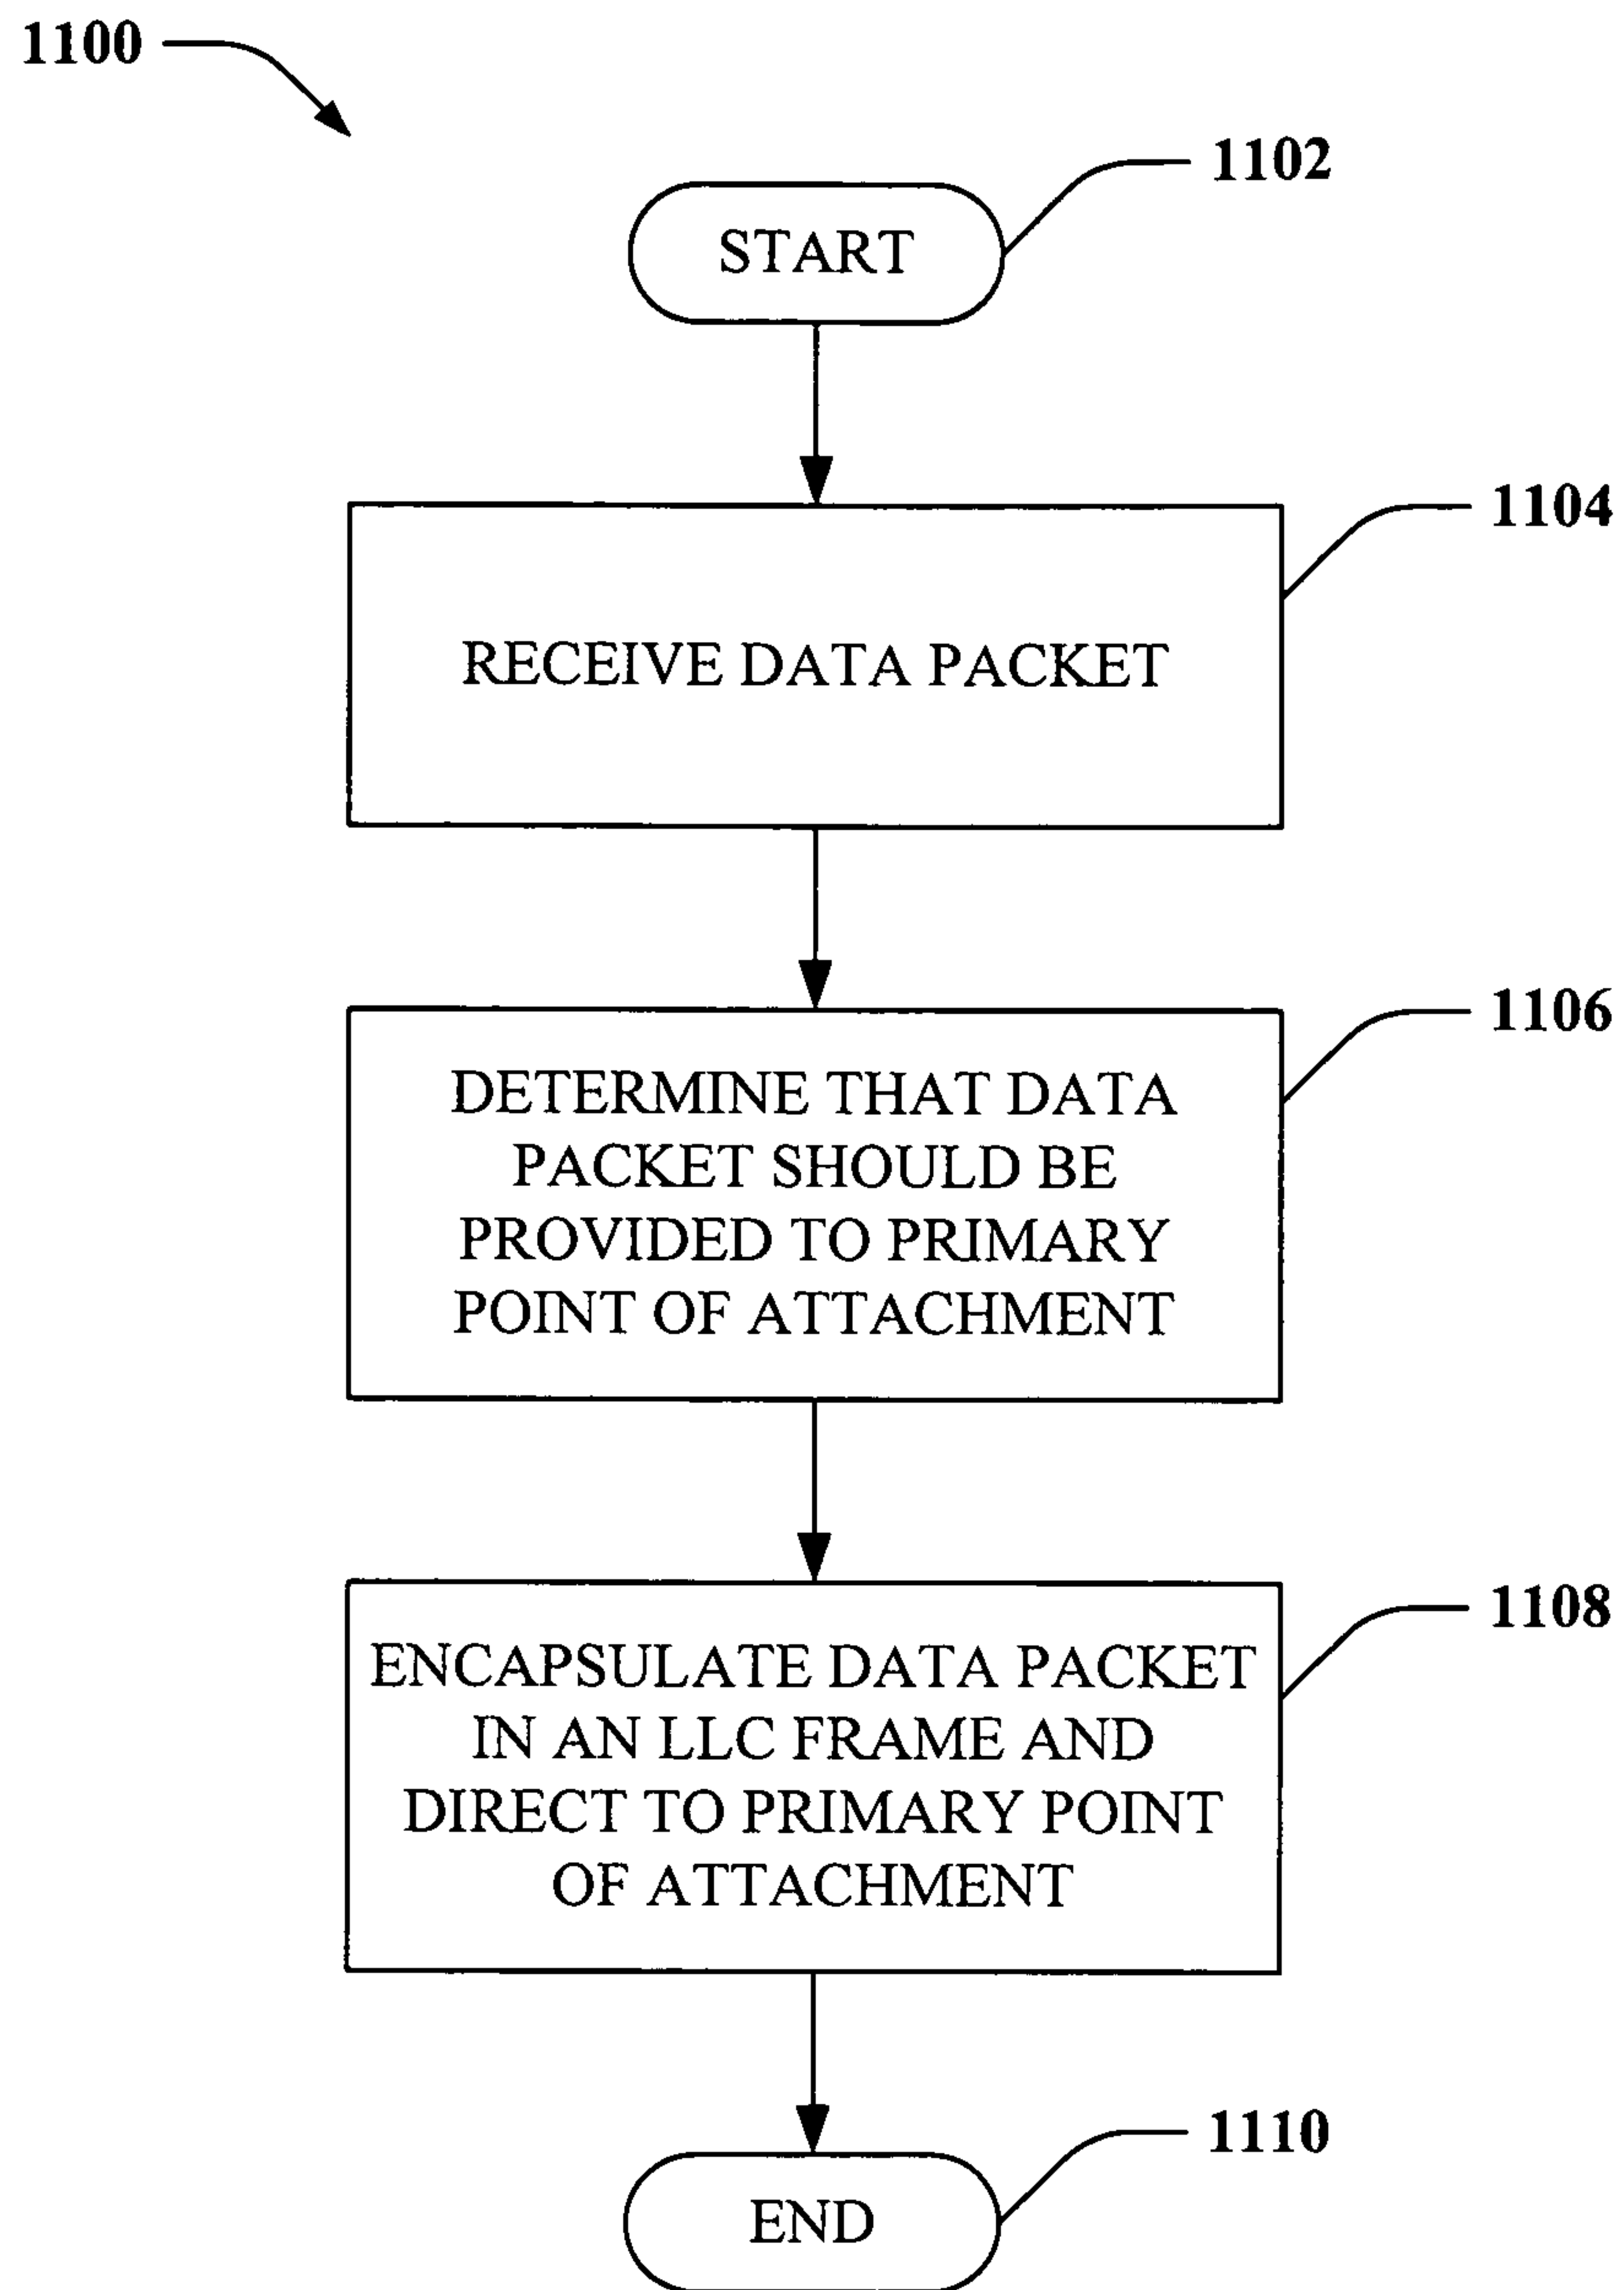 1100
1102
START
1104
RECEIVE DATA PACKET
1106
DETERMINE THAT DATA
PACKET SHOULD BE
PROVIDED TO PRIMARY
POINT OF ATTACHMENT
1108
ENCAPSULATE DATA PACKET
IN AN LLC FRAME AND
DIRECT TO PRIMARY POINT
OF ATTACHMENT
1110
END